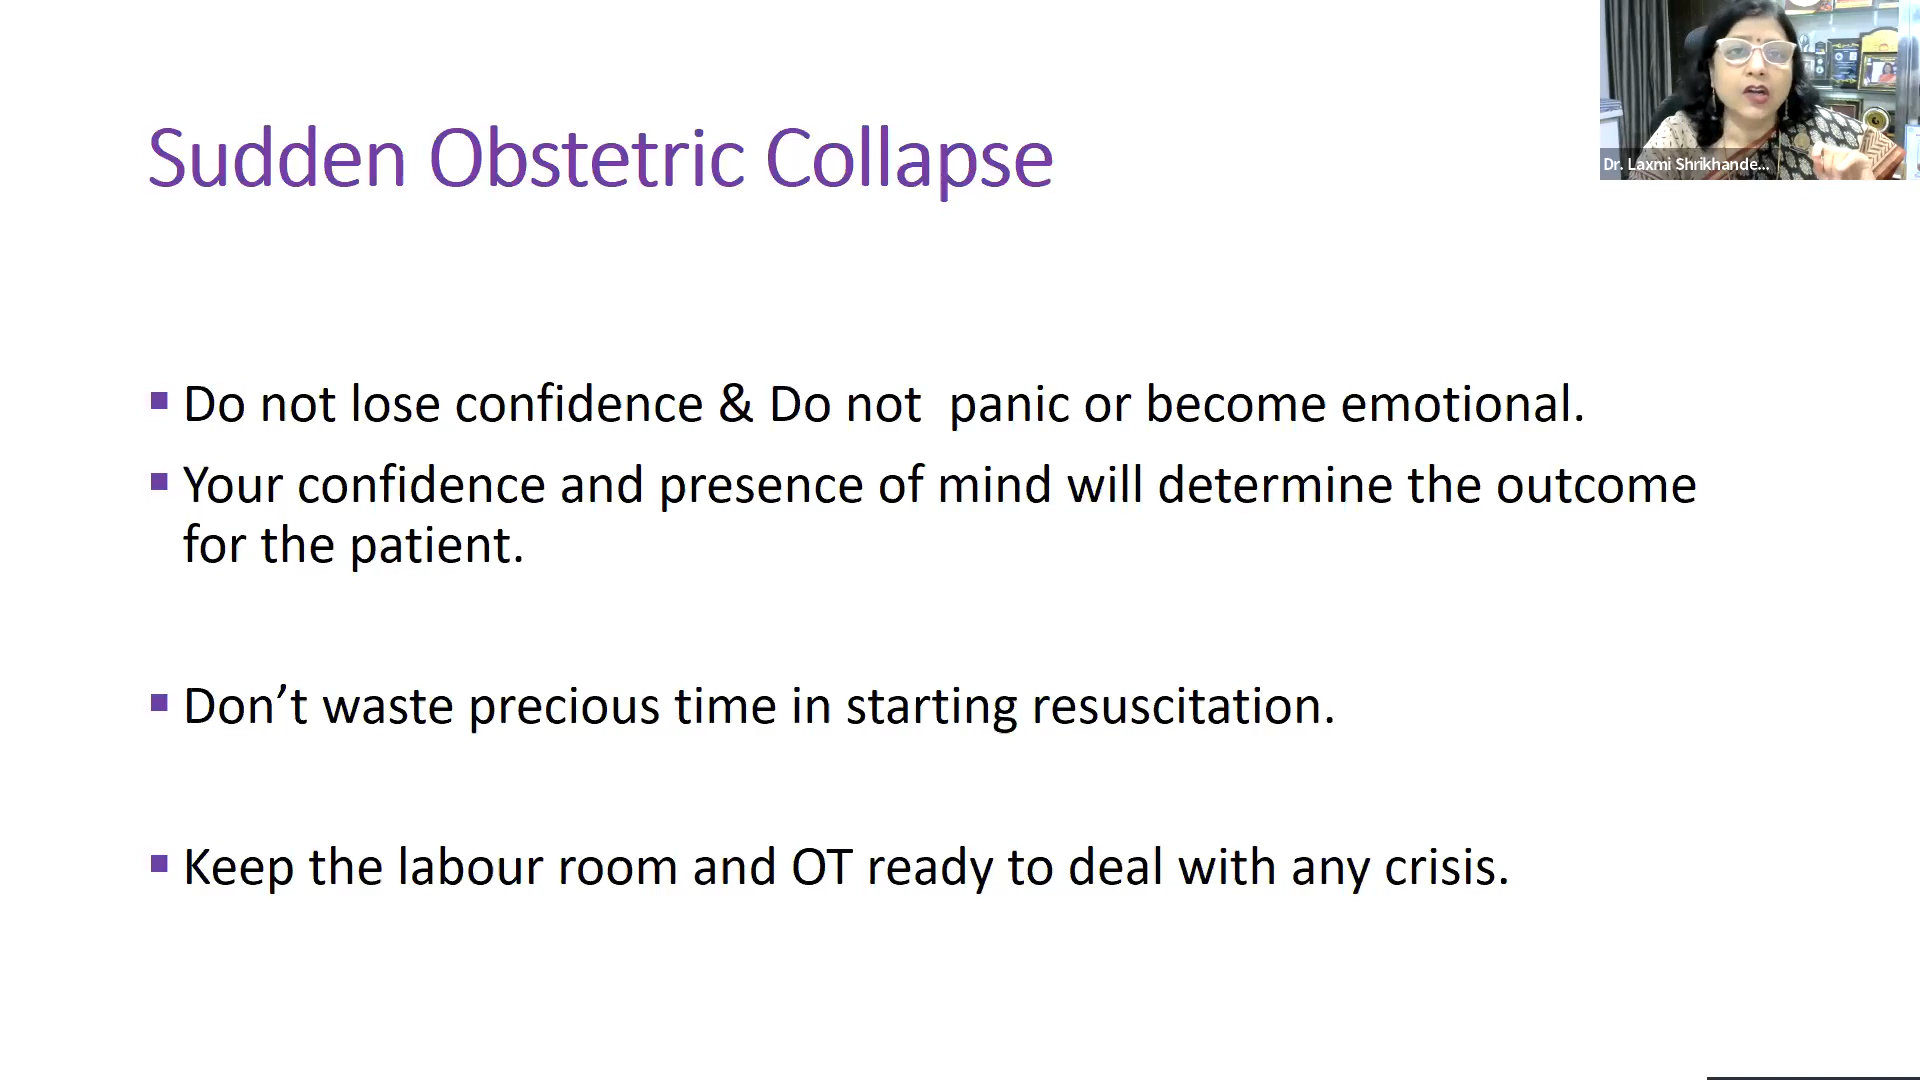 Sudden Obstetric Collapse
Dr. Laxmi Shrikhande...
▪ Do not lose confidence & Do not  panic or become emotional.
▪ Your confidence and presence of mind will determine the outcome
for the patient.
▪ Don’t waste precious time in starting resuscitation.
▪ Keep the labour room and OT ready to deal with any crisis.